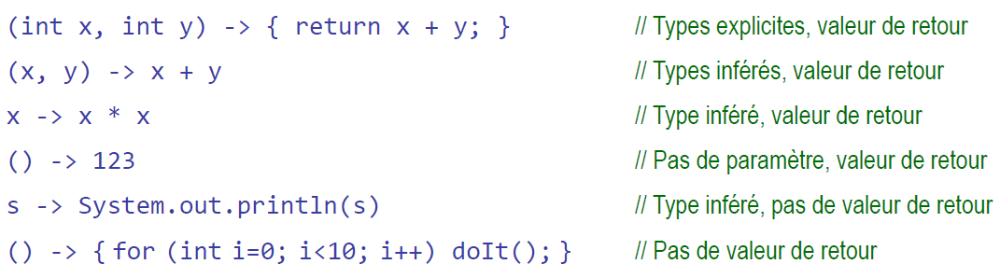 (int x, int y) -> { return x + y; } // Types explicites, valeur de retour
(x, y) -> x + y // Types inférés, valeur de retour
x -> x * x // Type inféré, valeur de retour
() -> 123 // Pas de paramètre, valeur de retour
s -> System.out.println(s) // Type inféré, pas de valeur de retour
() -> { for (int i=0; i<10; i++) doIt(); } // Pas de valeur de retour